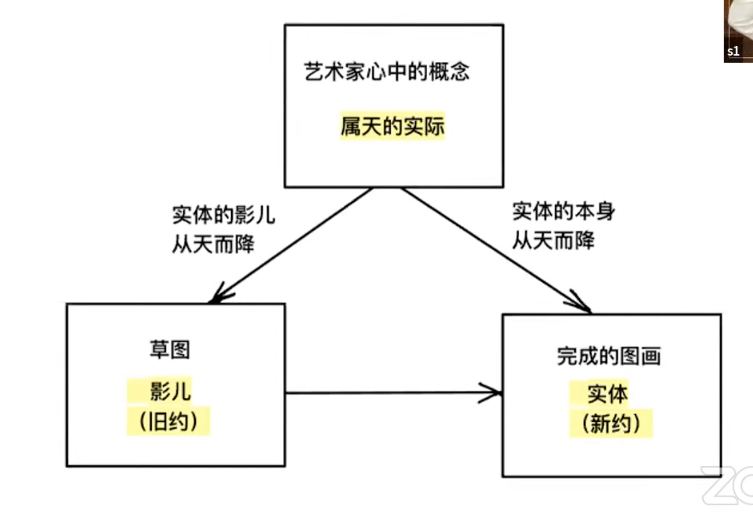 s1
艺术家心中的概念
属天的实际
实体的影儿
从天而降
实体的本身
从天而降
草图
影儿
（旧约）
完成的图画
实体
（新约）